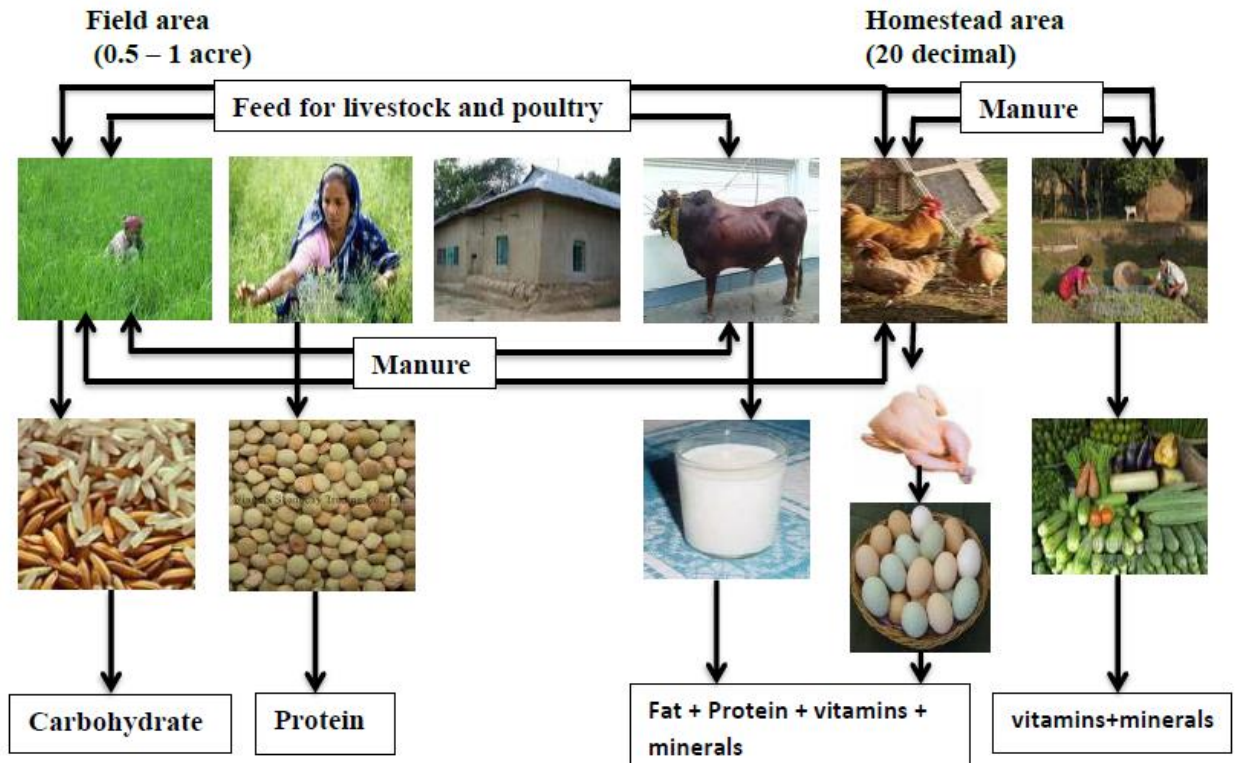 Field area
(0.5 – 1 acre)
Homestead area
(20 decimal)
Feed for livestock and poultry
Manure
Manure
Carbohydrate
Protein
Fat + Protein + vitamins +
minerals
vitamins+minerals